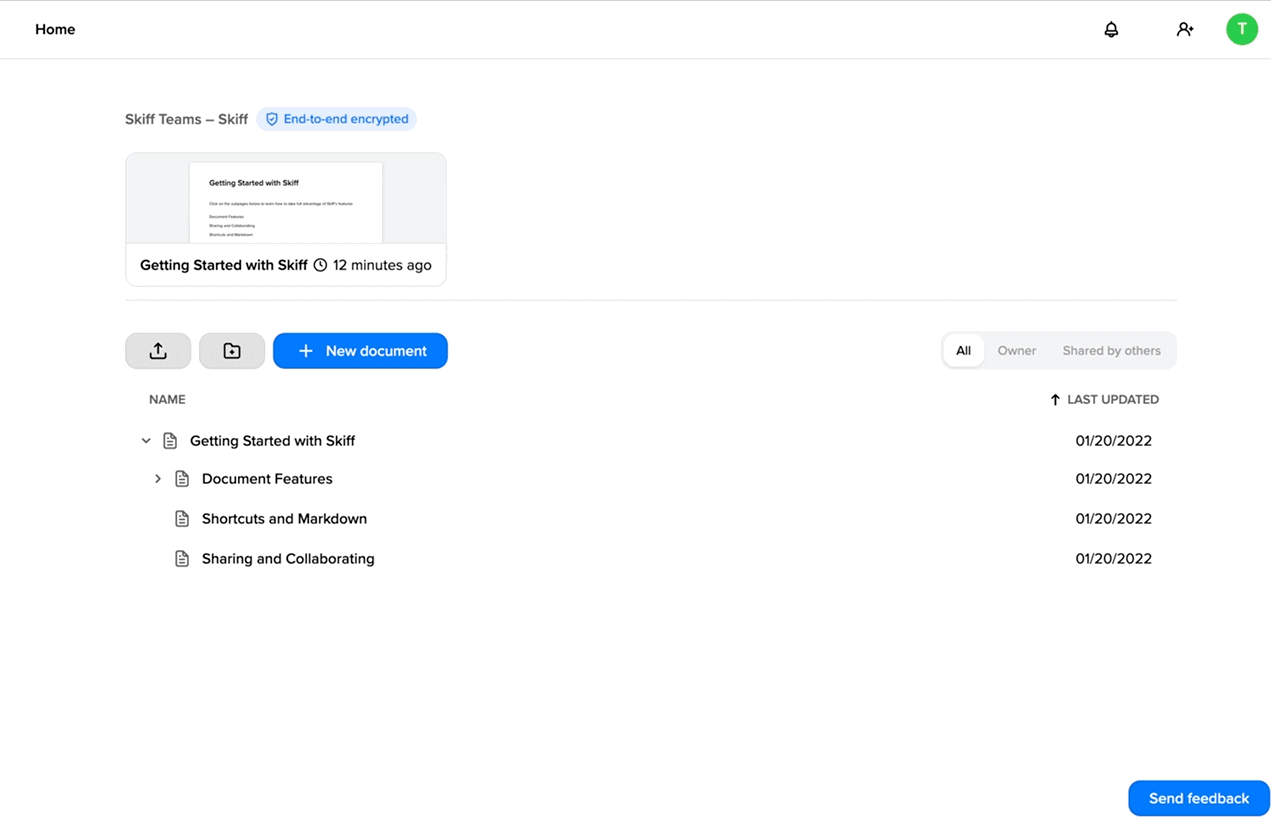 Home
T
Skiff Teams – Skiff
End-to-end encrypted
Getting Started with Skiff
Click on the subpages below to learn how to take full advantage of Skiff's features
Document Features
Sharing and Collaborating
Shortcuts and Markdown
Getting Started with Skiff 12 minutes ago
New document
All Owner Shared by others
NAME LAST UPDATED
Getting Started with Skiff 01/20/2022
Document Features 01/20/2022
Shortcuts and Markdown 01/20/2022
Sharing and Collaborating 01/20/2022
Send feedback